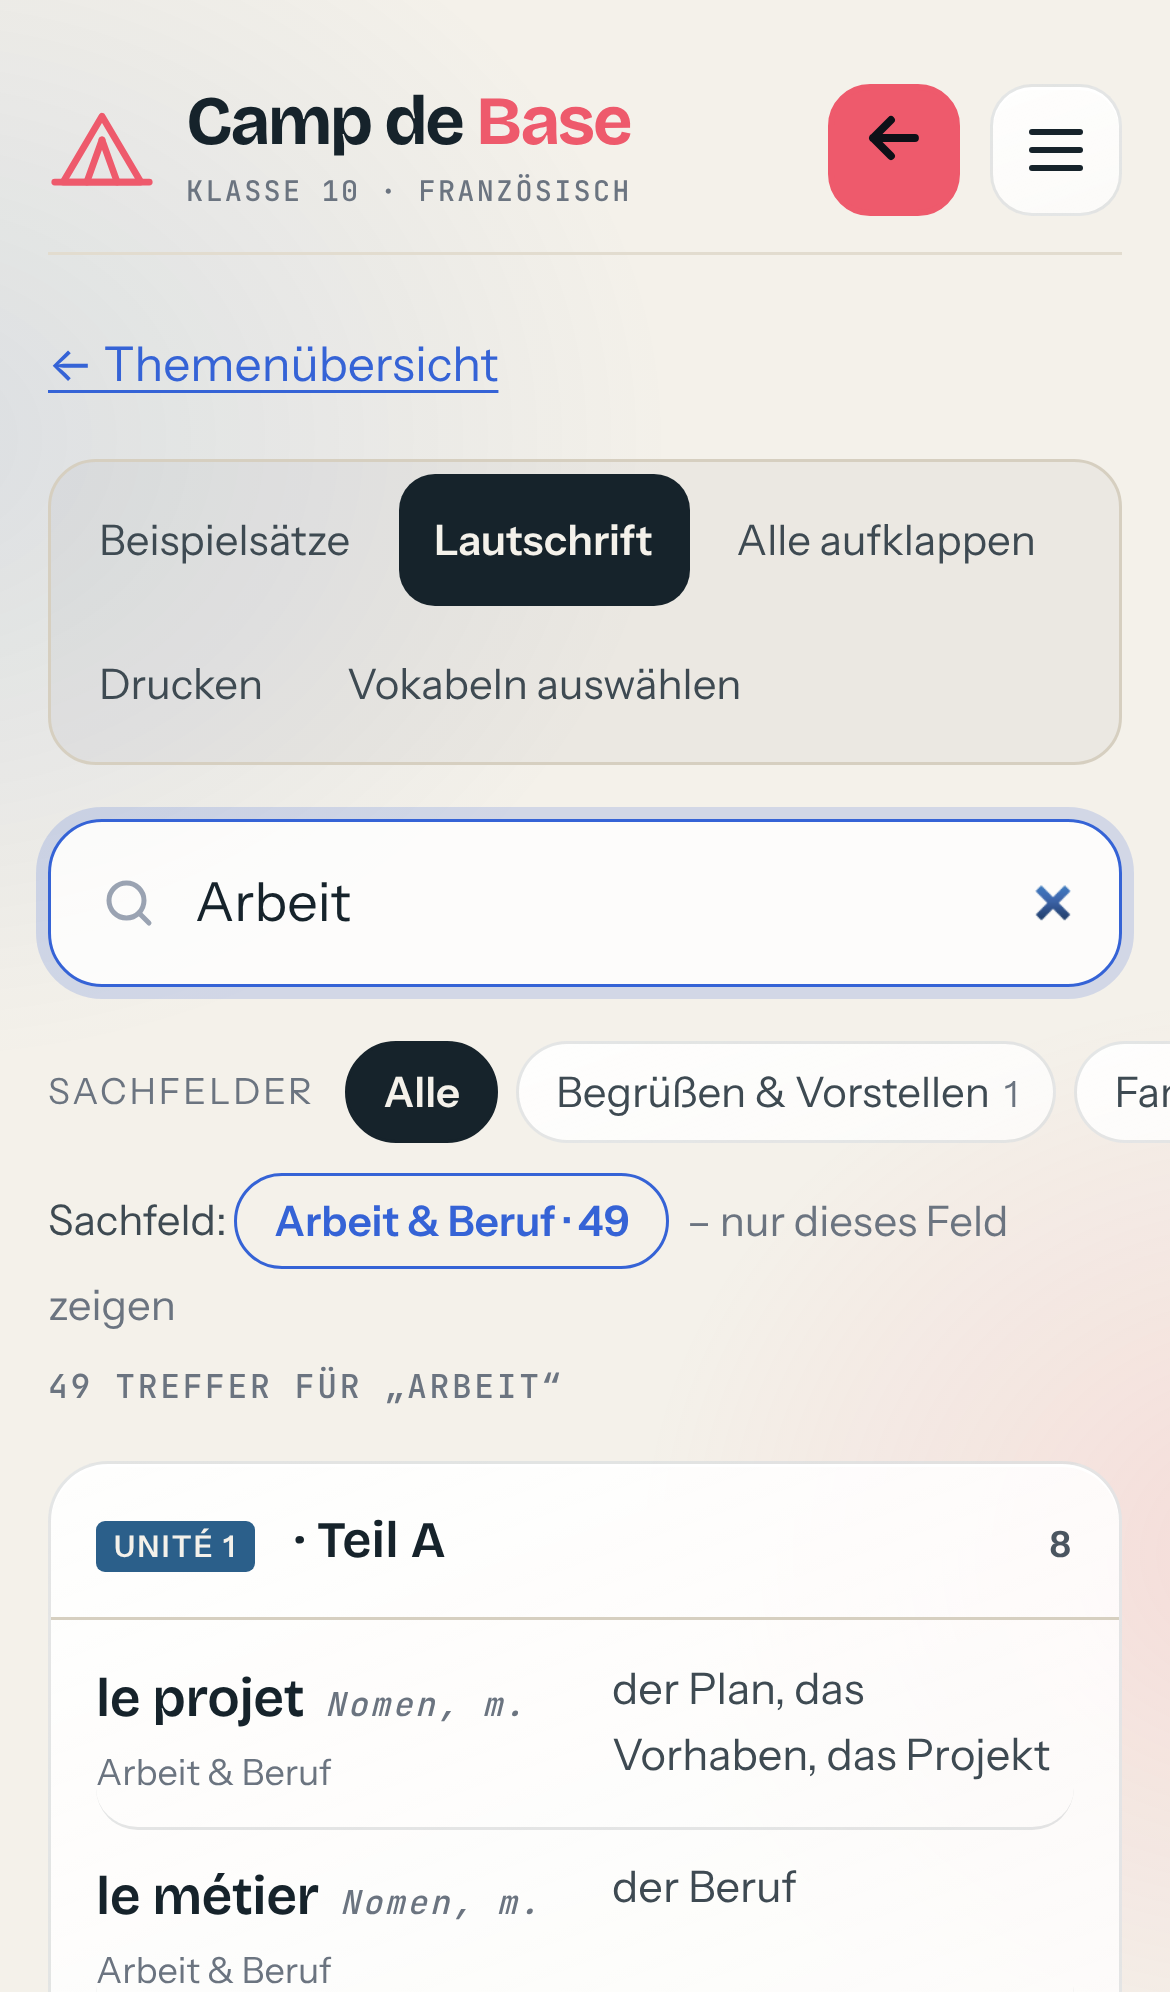 Camp de Base
KLASSE 10 · FRANZÖSISCH
← Themenübersicht
Beispielsätze Lautschrift Alle aufklappen
Drucken Vokabeln auswählen
Arbeit
SACHFELDER Alle Begrüßen & Vorstellen 1
Sachfeld: Arbeit & Beruf · 49 – nur dieses Feld
zeigen
49 TREFFER FÜR „ARBEIT“
UNITÉ 1 · Teil A 8
le projet Nomen, m. der Plan, das
Vorhaben, das Projekt
Arbeit & Beruf
le métier Nomen, m. der Beruf
Arbeit & Beruf